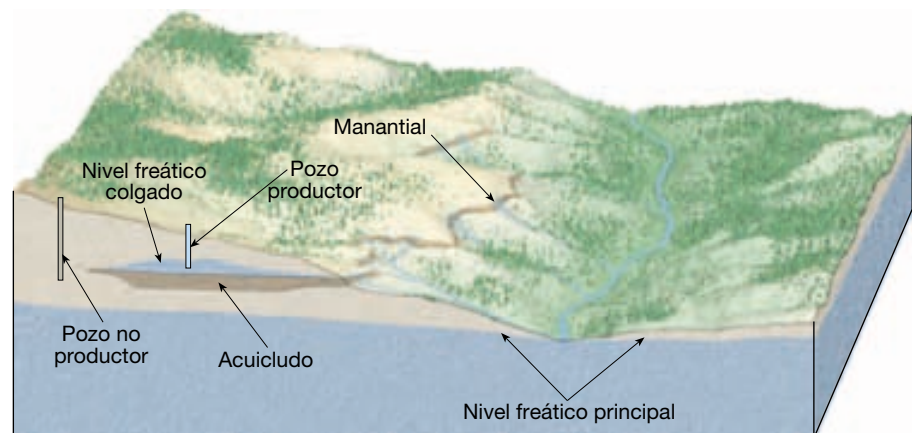 Manantial
Nivel freático
colgado
Pozo
productor
Pozo no
productor
Acuicludo
Nivel freático principal